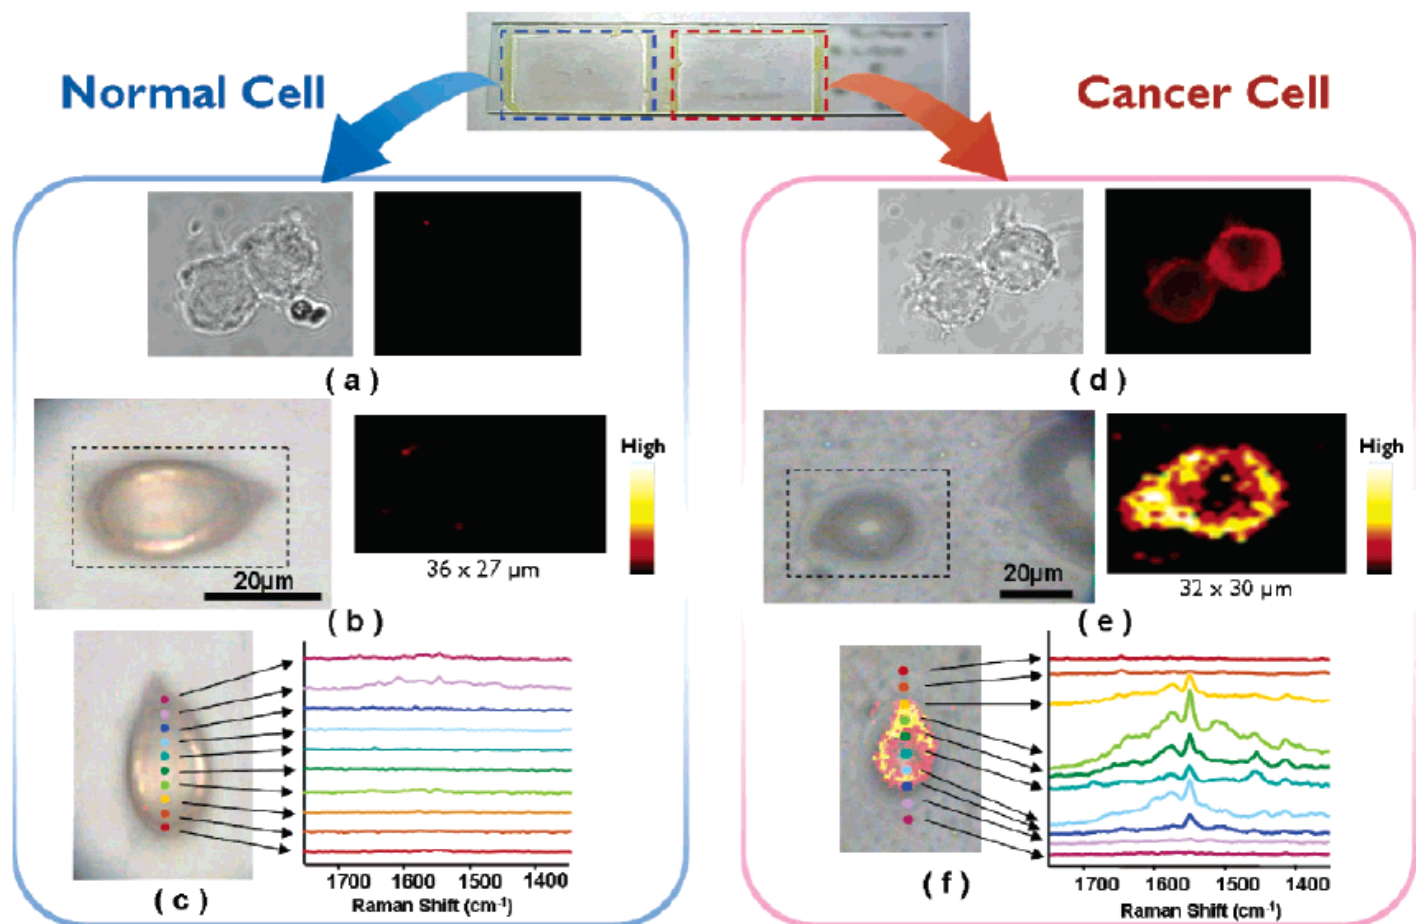 Normal Cell
Cancer Cell
( a )
( d )
High
20µm
36 x 27 µm
( b )
High
20µm
32 x 30 µm
( e )
( c )
1700 1600 1500 1400
Raman Shift (cm-1)
( f )
1700 1600 1500 1400
Raman Shift (cm-1)